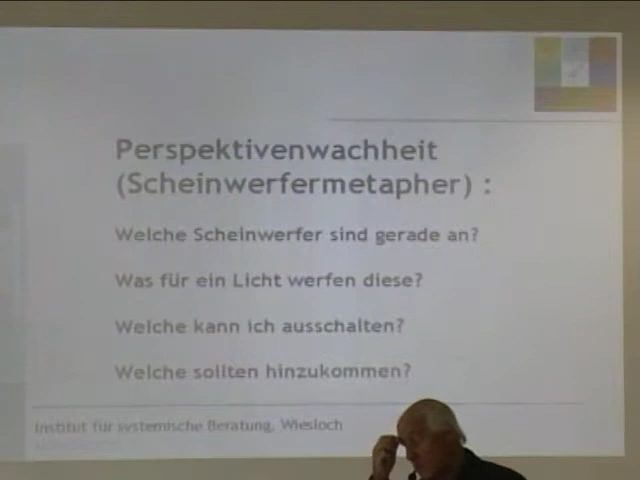 Perspektivenwachheit
(Scheinwerfermetapher) :
Welche Scheinwerfer sind gerade an?
Was für ein Licht werfen diese?
Welche kann ich ausschalten?
Welche sollten hinzukommen?
Institut für systemische Beratung, Wiesloch